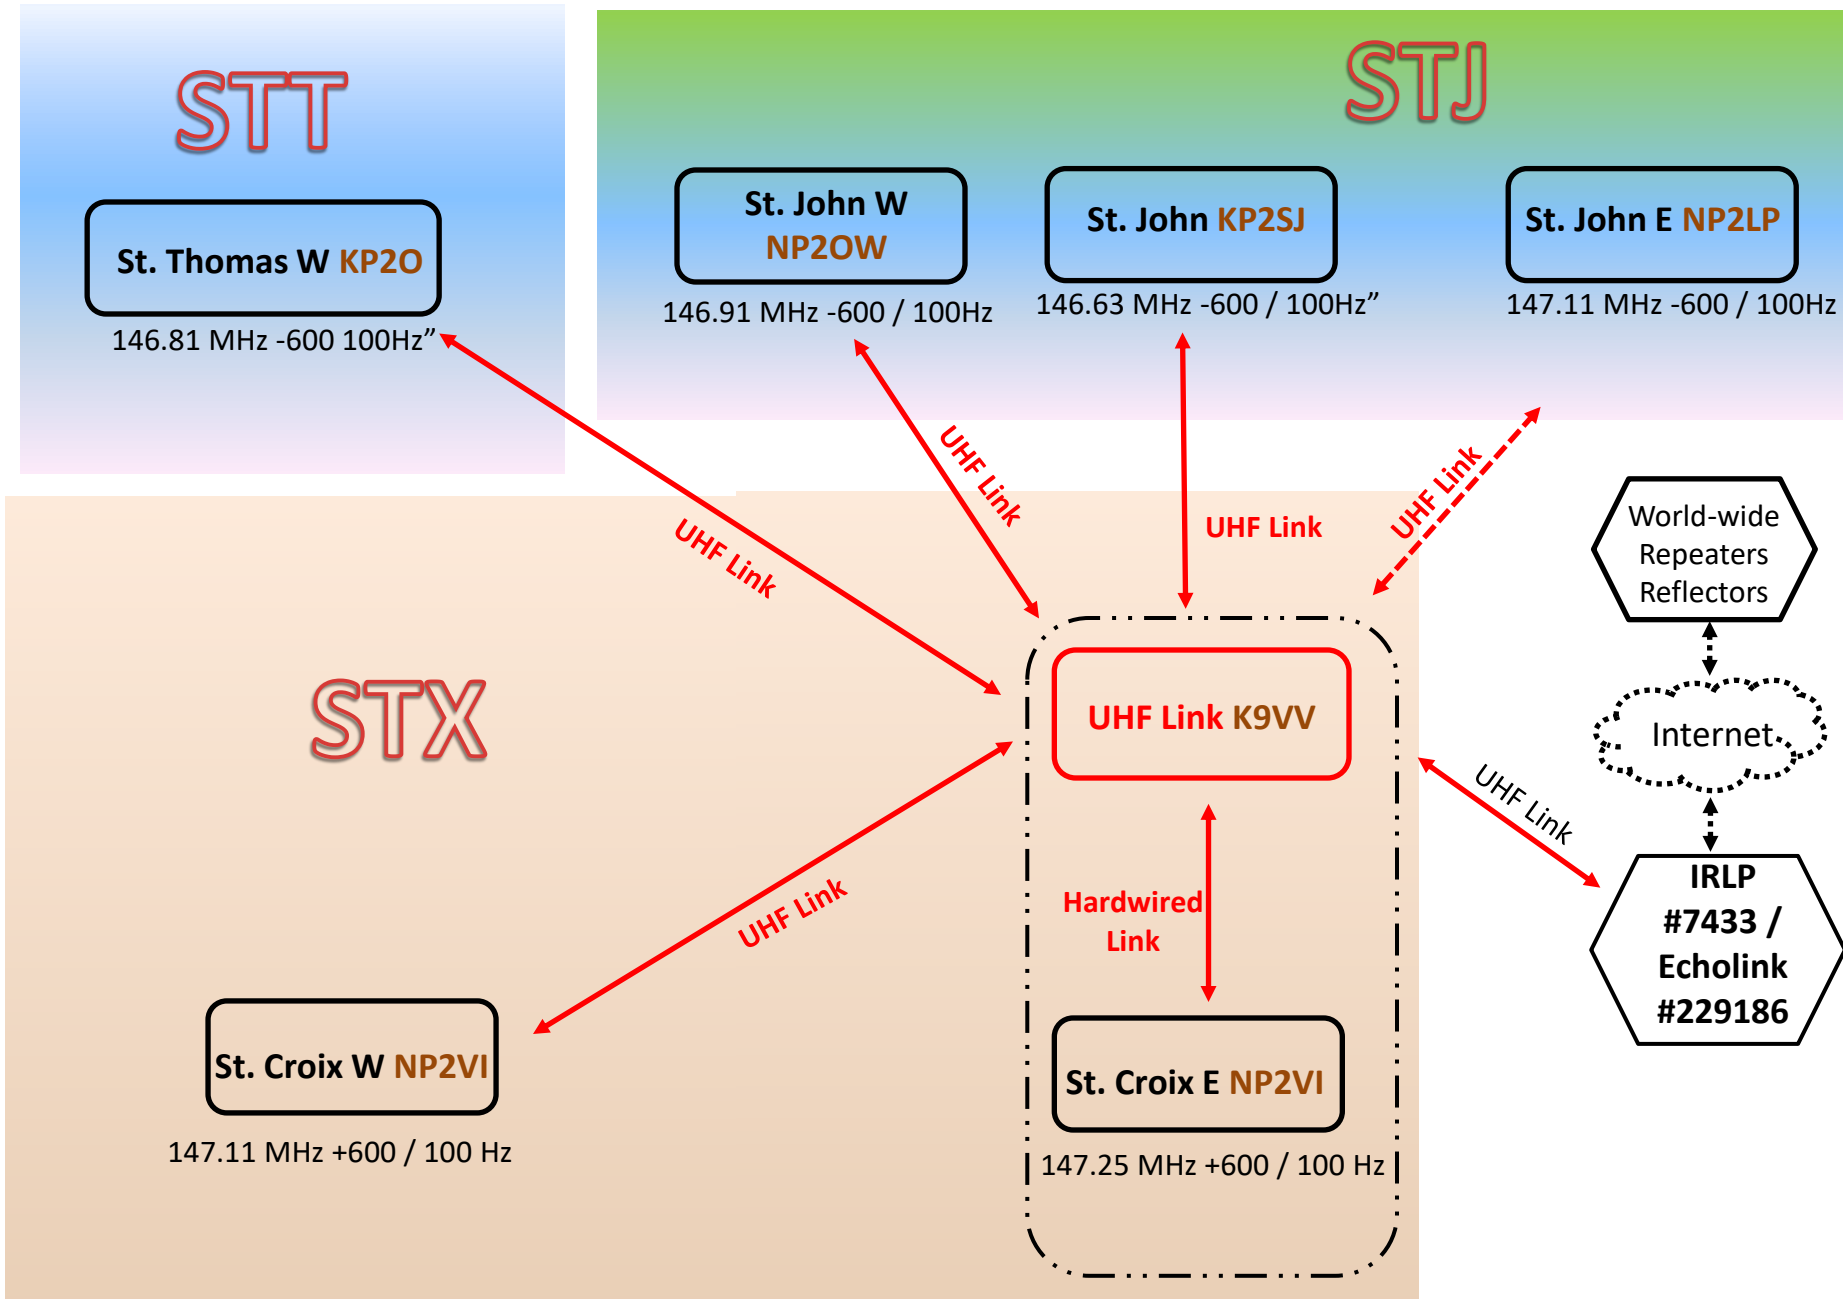 STT
St. Thomas W KP2O
146.81 MHz -600 100Hz”
STJ
St. John W
NP2OW
146.91 MHz -600 / 100Hz
St. John KP2SJ
146.63 MHz -600 / 100Hz”
St. John E NP2LP
147.11 MHz -600 / 100Hz
UHF Link
UHF Link
UHF Link
UHF Link
World-wide
Repeaters
Reflectors
Internet
UHF Link
IRLP
#7433 /
Echolink
#229186
STX
UHF Link K9VV
Hardwired
Link
UHF Link
St. Croix W NP2VI
147.11 MHz +600 / 100 Hz
St. Croix E NP2VI
147.25 MHz +600 / 100 Hz